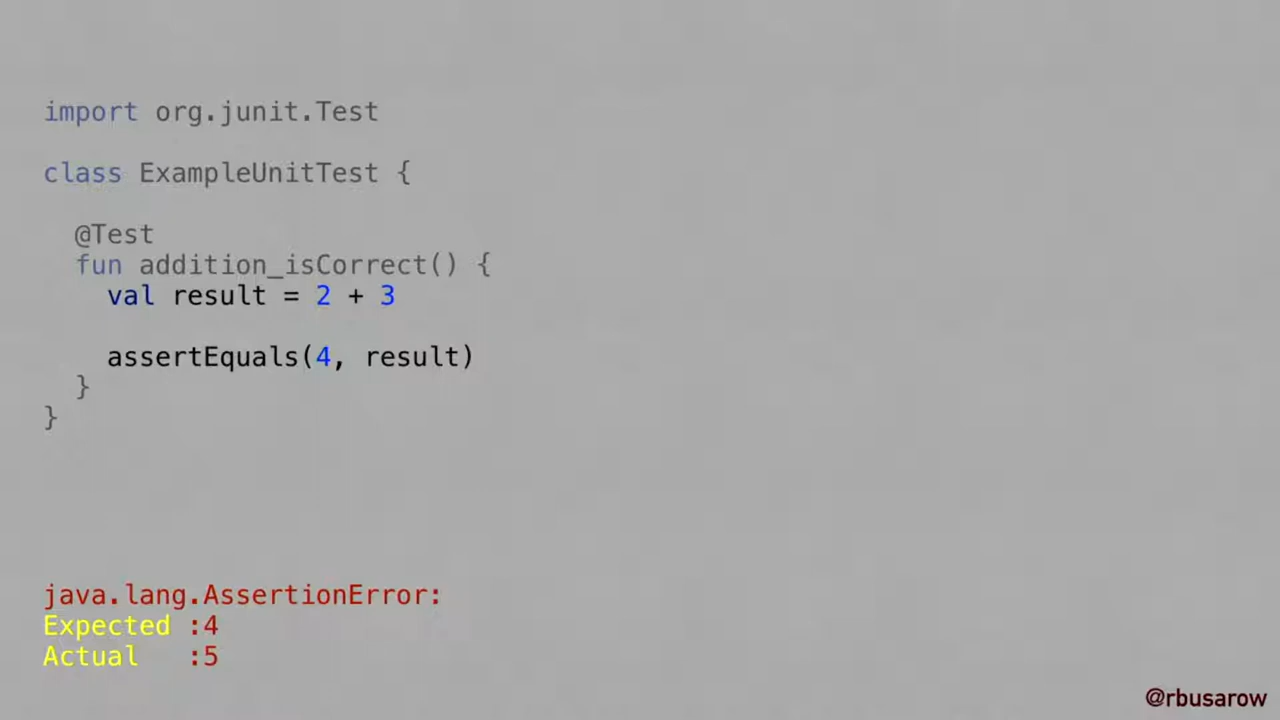 import org.junit.Test
class ExampleUnitTest {
@Test
fun addition_isCorrect() {
val result = 2 + 3
assertEquals(4, result)
}
}
java.lang.AssertionError:
Expected :4
Actual :5
@rbusarow